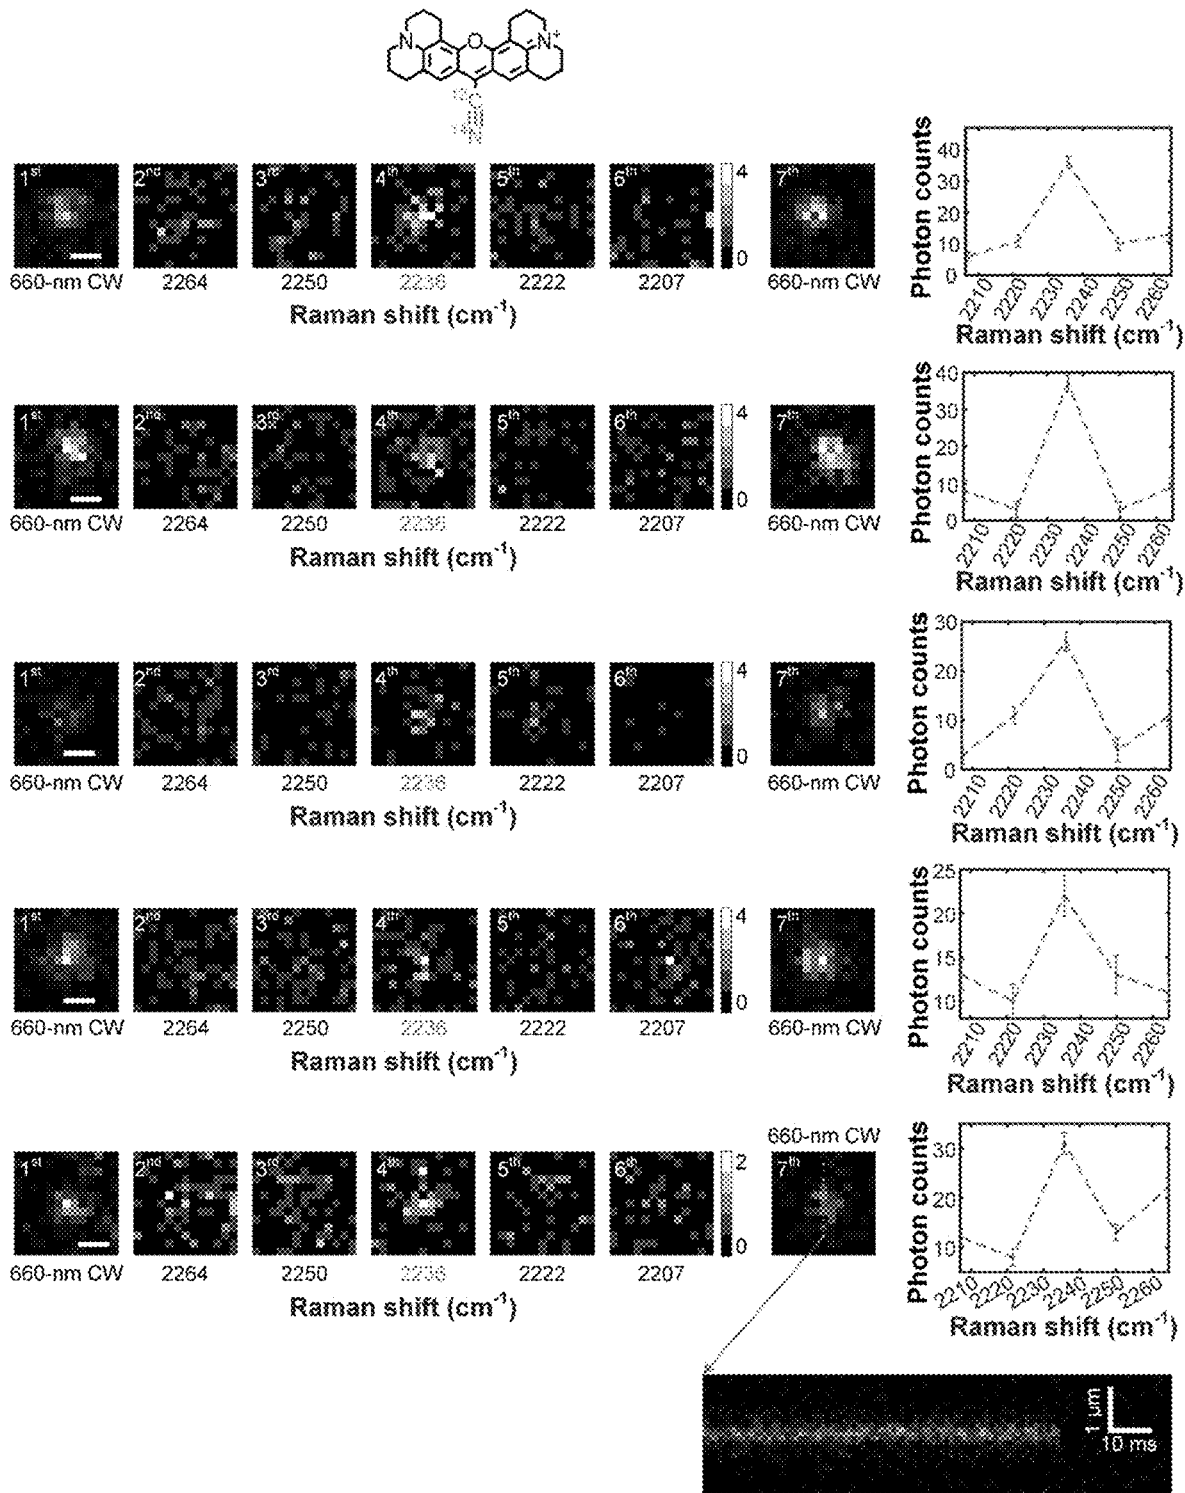 N O N+
C
N
1st 2nd 3rd 4th 5th 6th 4 0 7th
660-nm CW 2264 2250 2236 2222 2207 660-nm CW
Raman shift (cm-1)
Photon counts
40
30
20
10
0
2210 2220 2230 2240 2250 2260
Raman shift (cm-1)
1st 2nd 3rd 4th 5th 6th 4 0 7th
660-nm CW 2264 2250 2236 2222 2207 660-nm CW
Raman shift (cm-1)
Photon counts
40
30
20
10
0
2210 2220 2230 2240 2250 2260
Raman shift (cm-1)
1st 2nd 3rd 4th 5th 6th 4 0 7th
660-nm CW 2264 2250 2236 2222 2207 660-nm CW
Raman shift (cm-1)
Photon counts
30
20
10
0
2210 2220 2230 2240 2250 2260
Raman shift (cm-1)
1st 2nd 3rd 4th 5th 6th 4 0 7th
660-nm CW 2264 2250 2236 2222 2207 660-nm CW
Raman shift (cm-1)
Photon counts
25
20
15
10
2210 2220 2230 2240 2250 2260
Raman shift (cm-1)
660-nm CW
1st 2nd 3rd 4th 5th 6th 2 0 7th
660-nm CW 2264 2250 2236 2222 2207
Raman shift (cm-1)
Photon counts
30
20
10
2210 2220 2230 2240 2250 2260
Raman shift (cm-1)
1 μm
10 ms